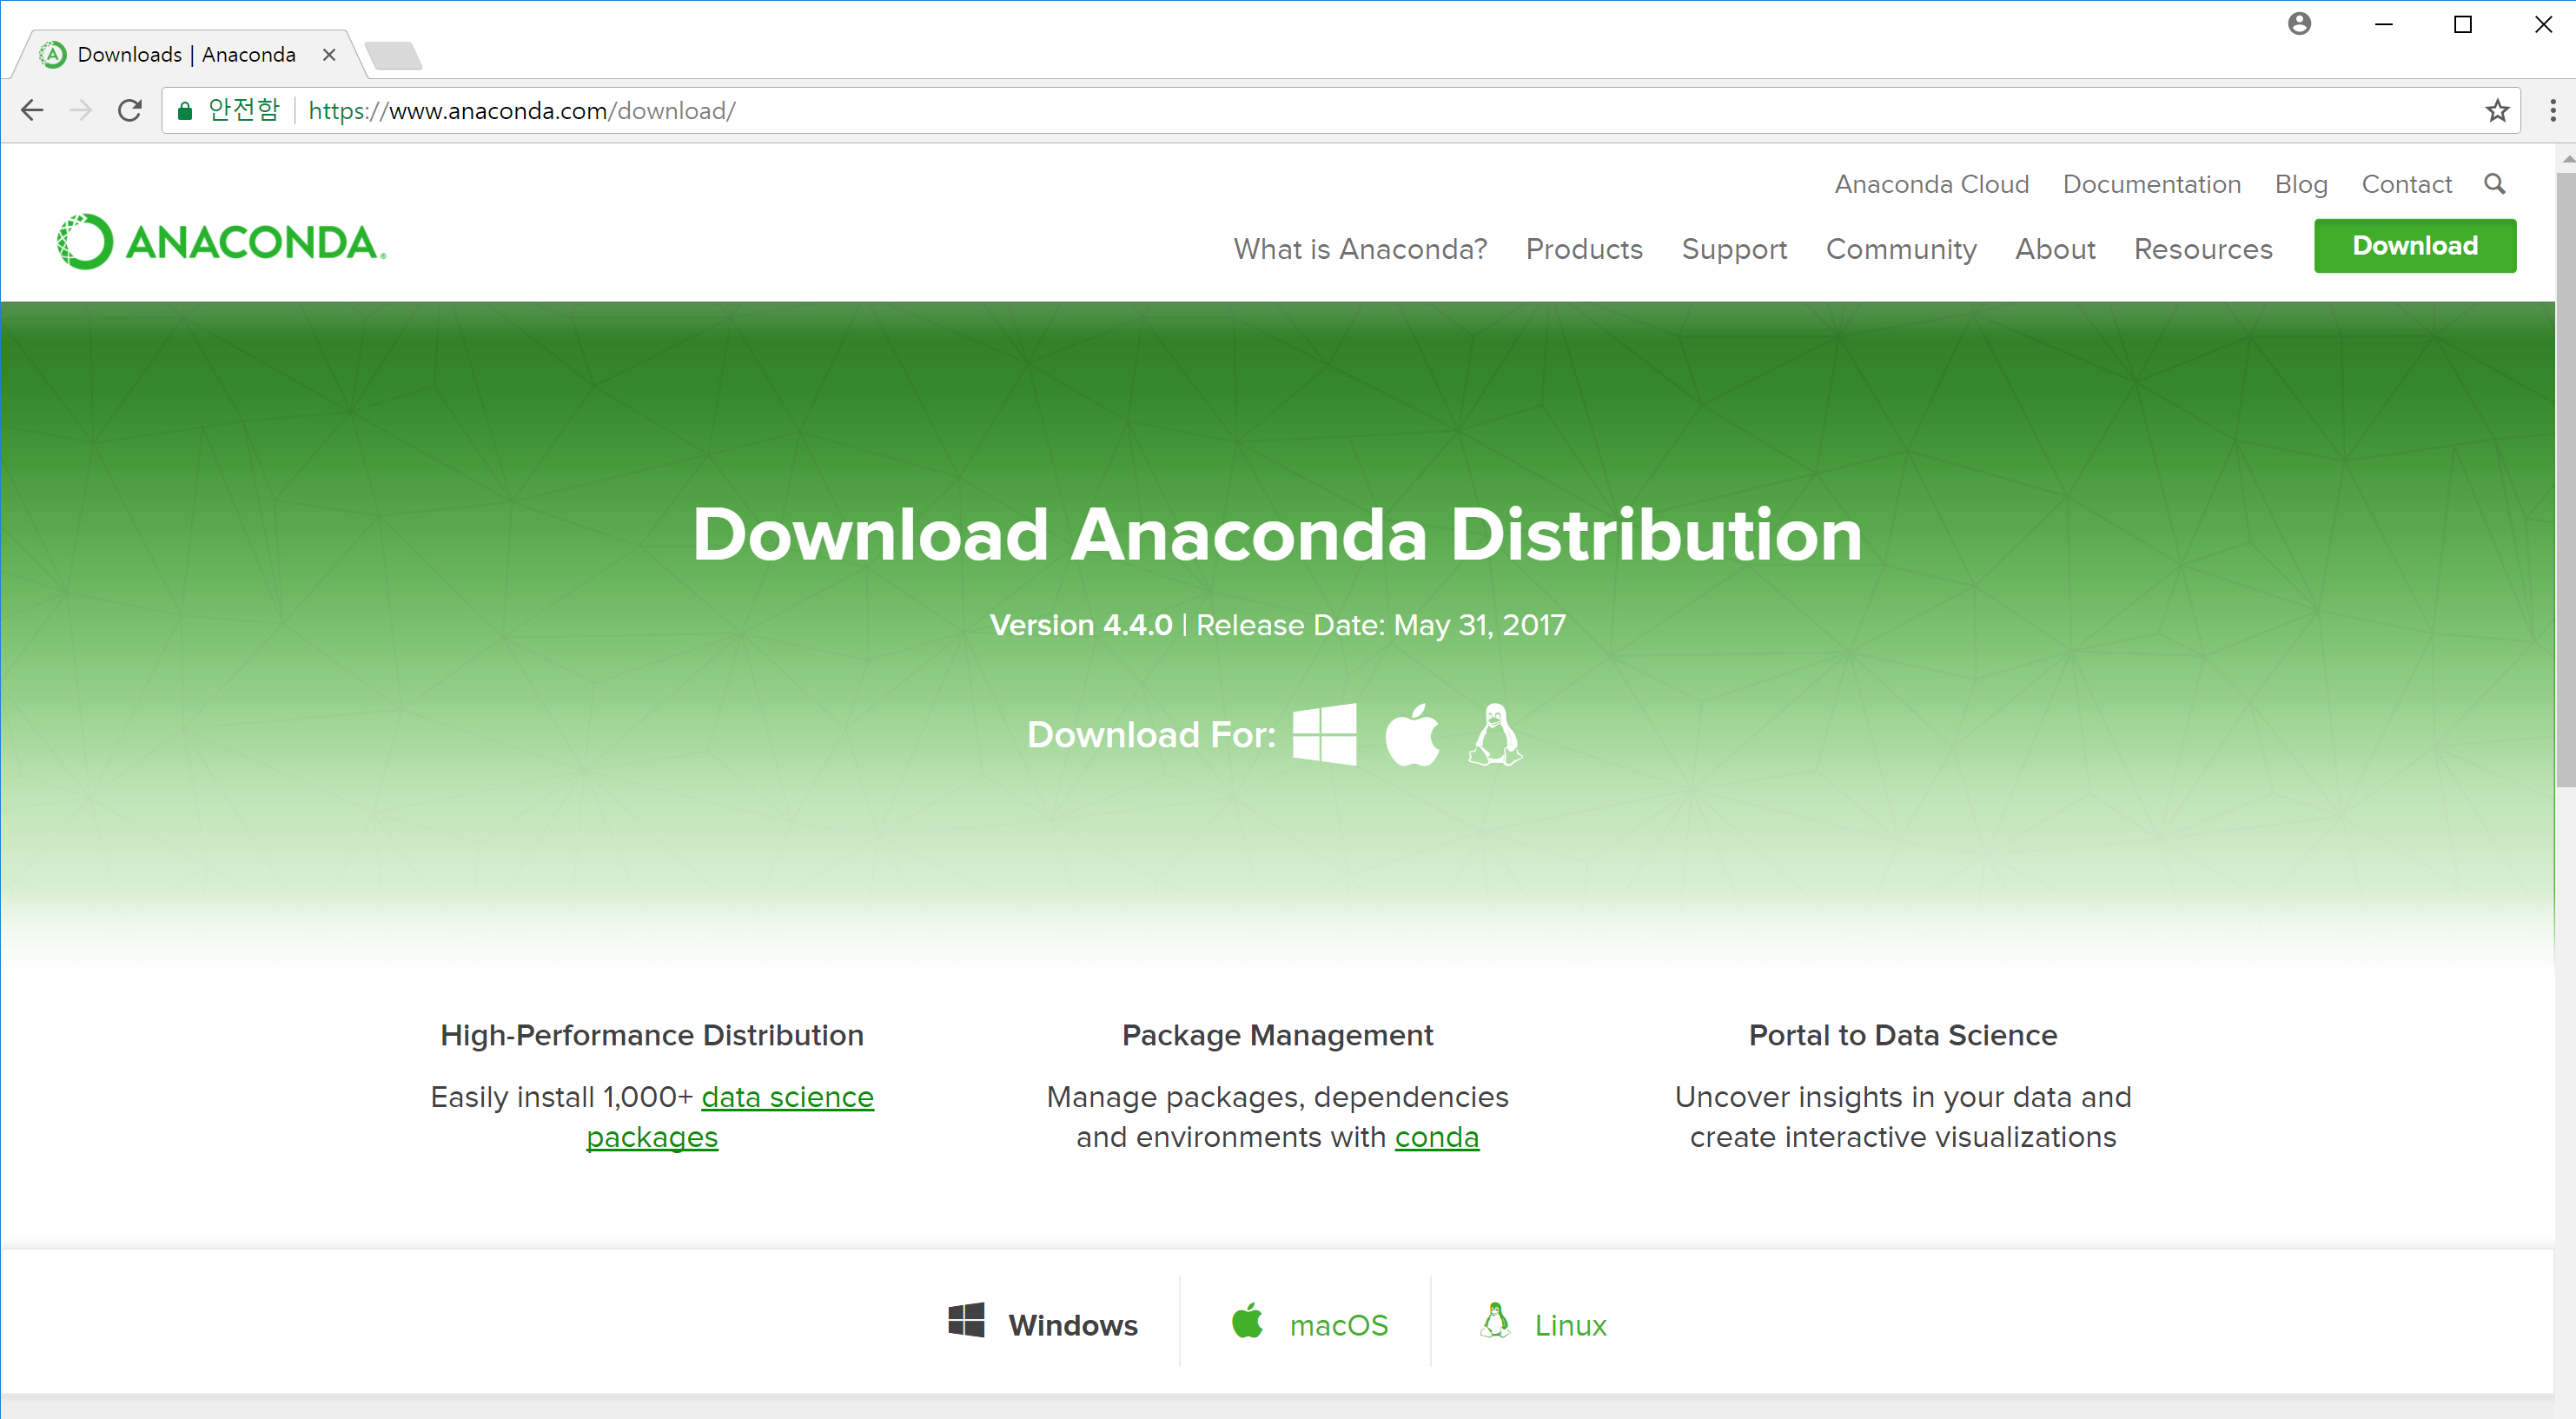 Downloads | Anaconda
안전함 https://www.anaconda.com/download/
Anaconda Cloud Documentation Blog Contact
ANACONDA®
What is Anaconda? Products Support Community About Resources Download
Download Anaconda Distribution
Version 4.4.0 | Release Date: May 31, 2017
Download For:
High-Performance Distribution
Easily install 1,000+ data science
packages
Package Management
Manage packages, dependencies
and environments with conda
Portal to Data Science
Uncover insights in your data and
create interactive visualizations
Windows macOS Linux